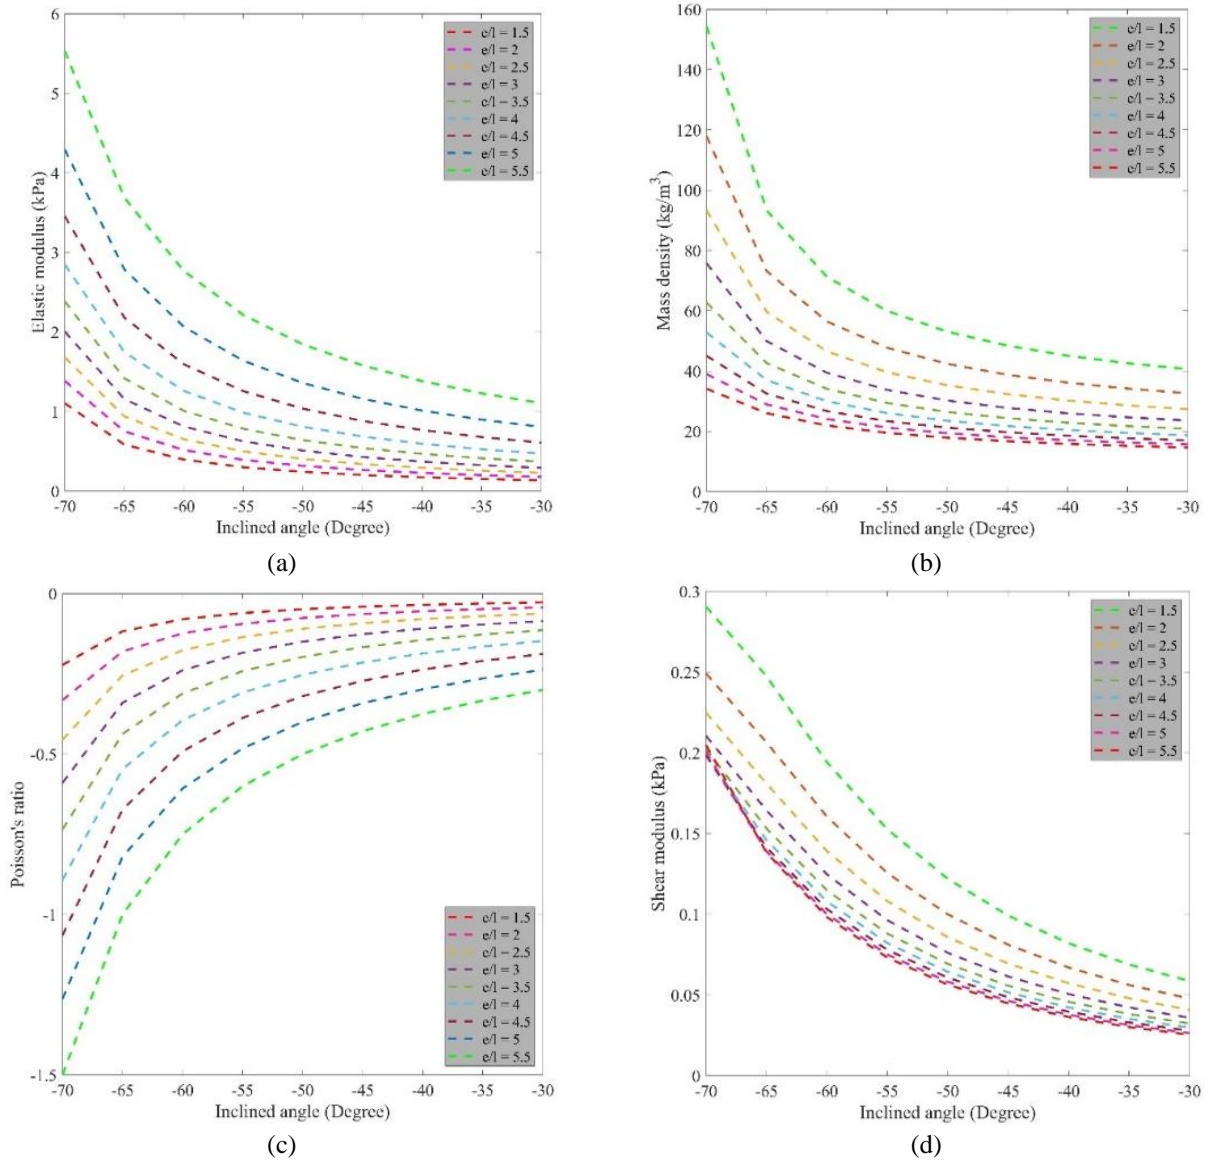 6
5
4
3
2
1
0
Elastic modulus (kPa)
e/l = 1.5
e/l = 2
e/l = 2.5
e/l = 3
e/l = 3.5
e/l = 4
e/l = 4.5
e/l = 5
e/l = 5.5
-70 -65 -60 -55 -50 -45 -40 -35 -30
Inclined angle (Degree)
(a)
160
140
120
100
80
60
40
20
0
Mass density (kg/m³)
e/l = 1.5
e/l = 2
e/l = 2.5
e/l = 3
e/l = 3.5
e/l = 4
e/l = 4.5
e/l = 5
e/l = 5.5
-70 -65 -60 -55 -50 -45 -40 -35 -30
Inclined angle (Degree)
(b)
0
-0.5
-1
-1.5
Poisson's ratio
e/l = 1.5
e/l = 2
e/l = 2.5
e/l = 3
e/l = 3.5
e/l = 4
e/l = 4.5
e/l = 5
e/l = 5.5
-70 -65 -60 -55 -50 -45 -40 -35 -30
Inclined angle (Degree)
(c)
0.3
0.25
0.2
0.15
0.1
0.05
0
Shear modulus (kPa)
e/l = 1.5
e/l = 2
e/l = 2.5
e/l = 3
e/l = 3.5
e/l = 4
e/l = 4.5
e/l = 5
e/l = 5.5
-70 -65 -60 -55 -50 -45 -40 -35 -30
Inclined angle (Degree)
(d)